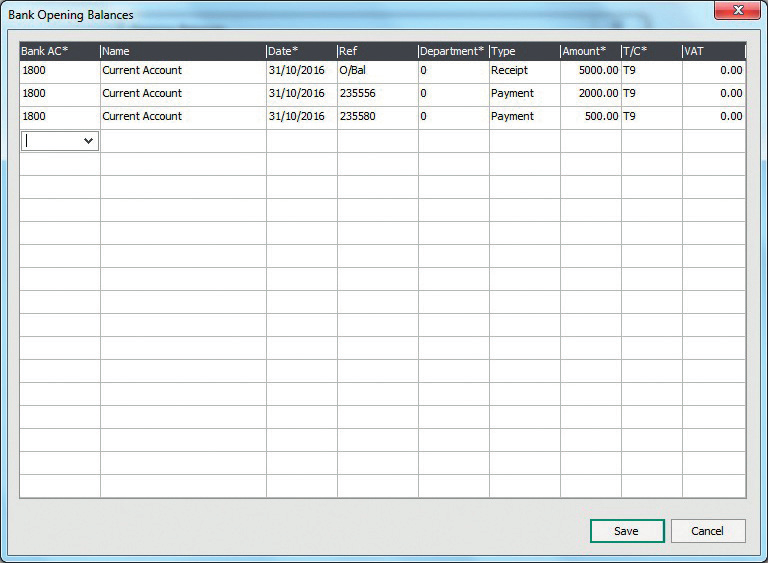 Bank Opening Balances
Bank AC* Name Date* Ref Department* Type Amount* T/C* VAT
1800 Current Account 31/10/2016 O/Bal 0 Receipt 5000.00 T9 0.00
1800 Current Account 31/10/2016 235556 0 Payment 2000.00 T9 0.00
1800 Current Account 31/10/2016 235580 0 Payment 500.00 T9 0.00
Save Cancel